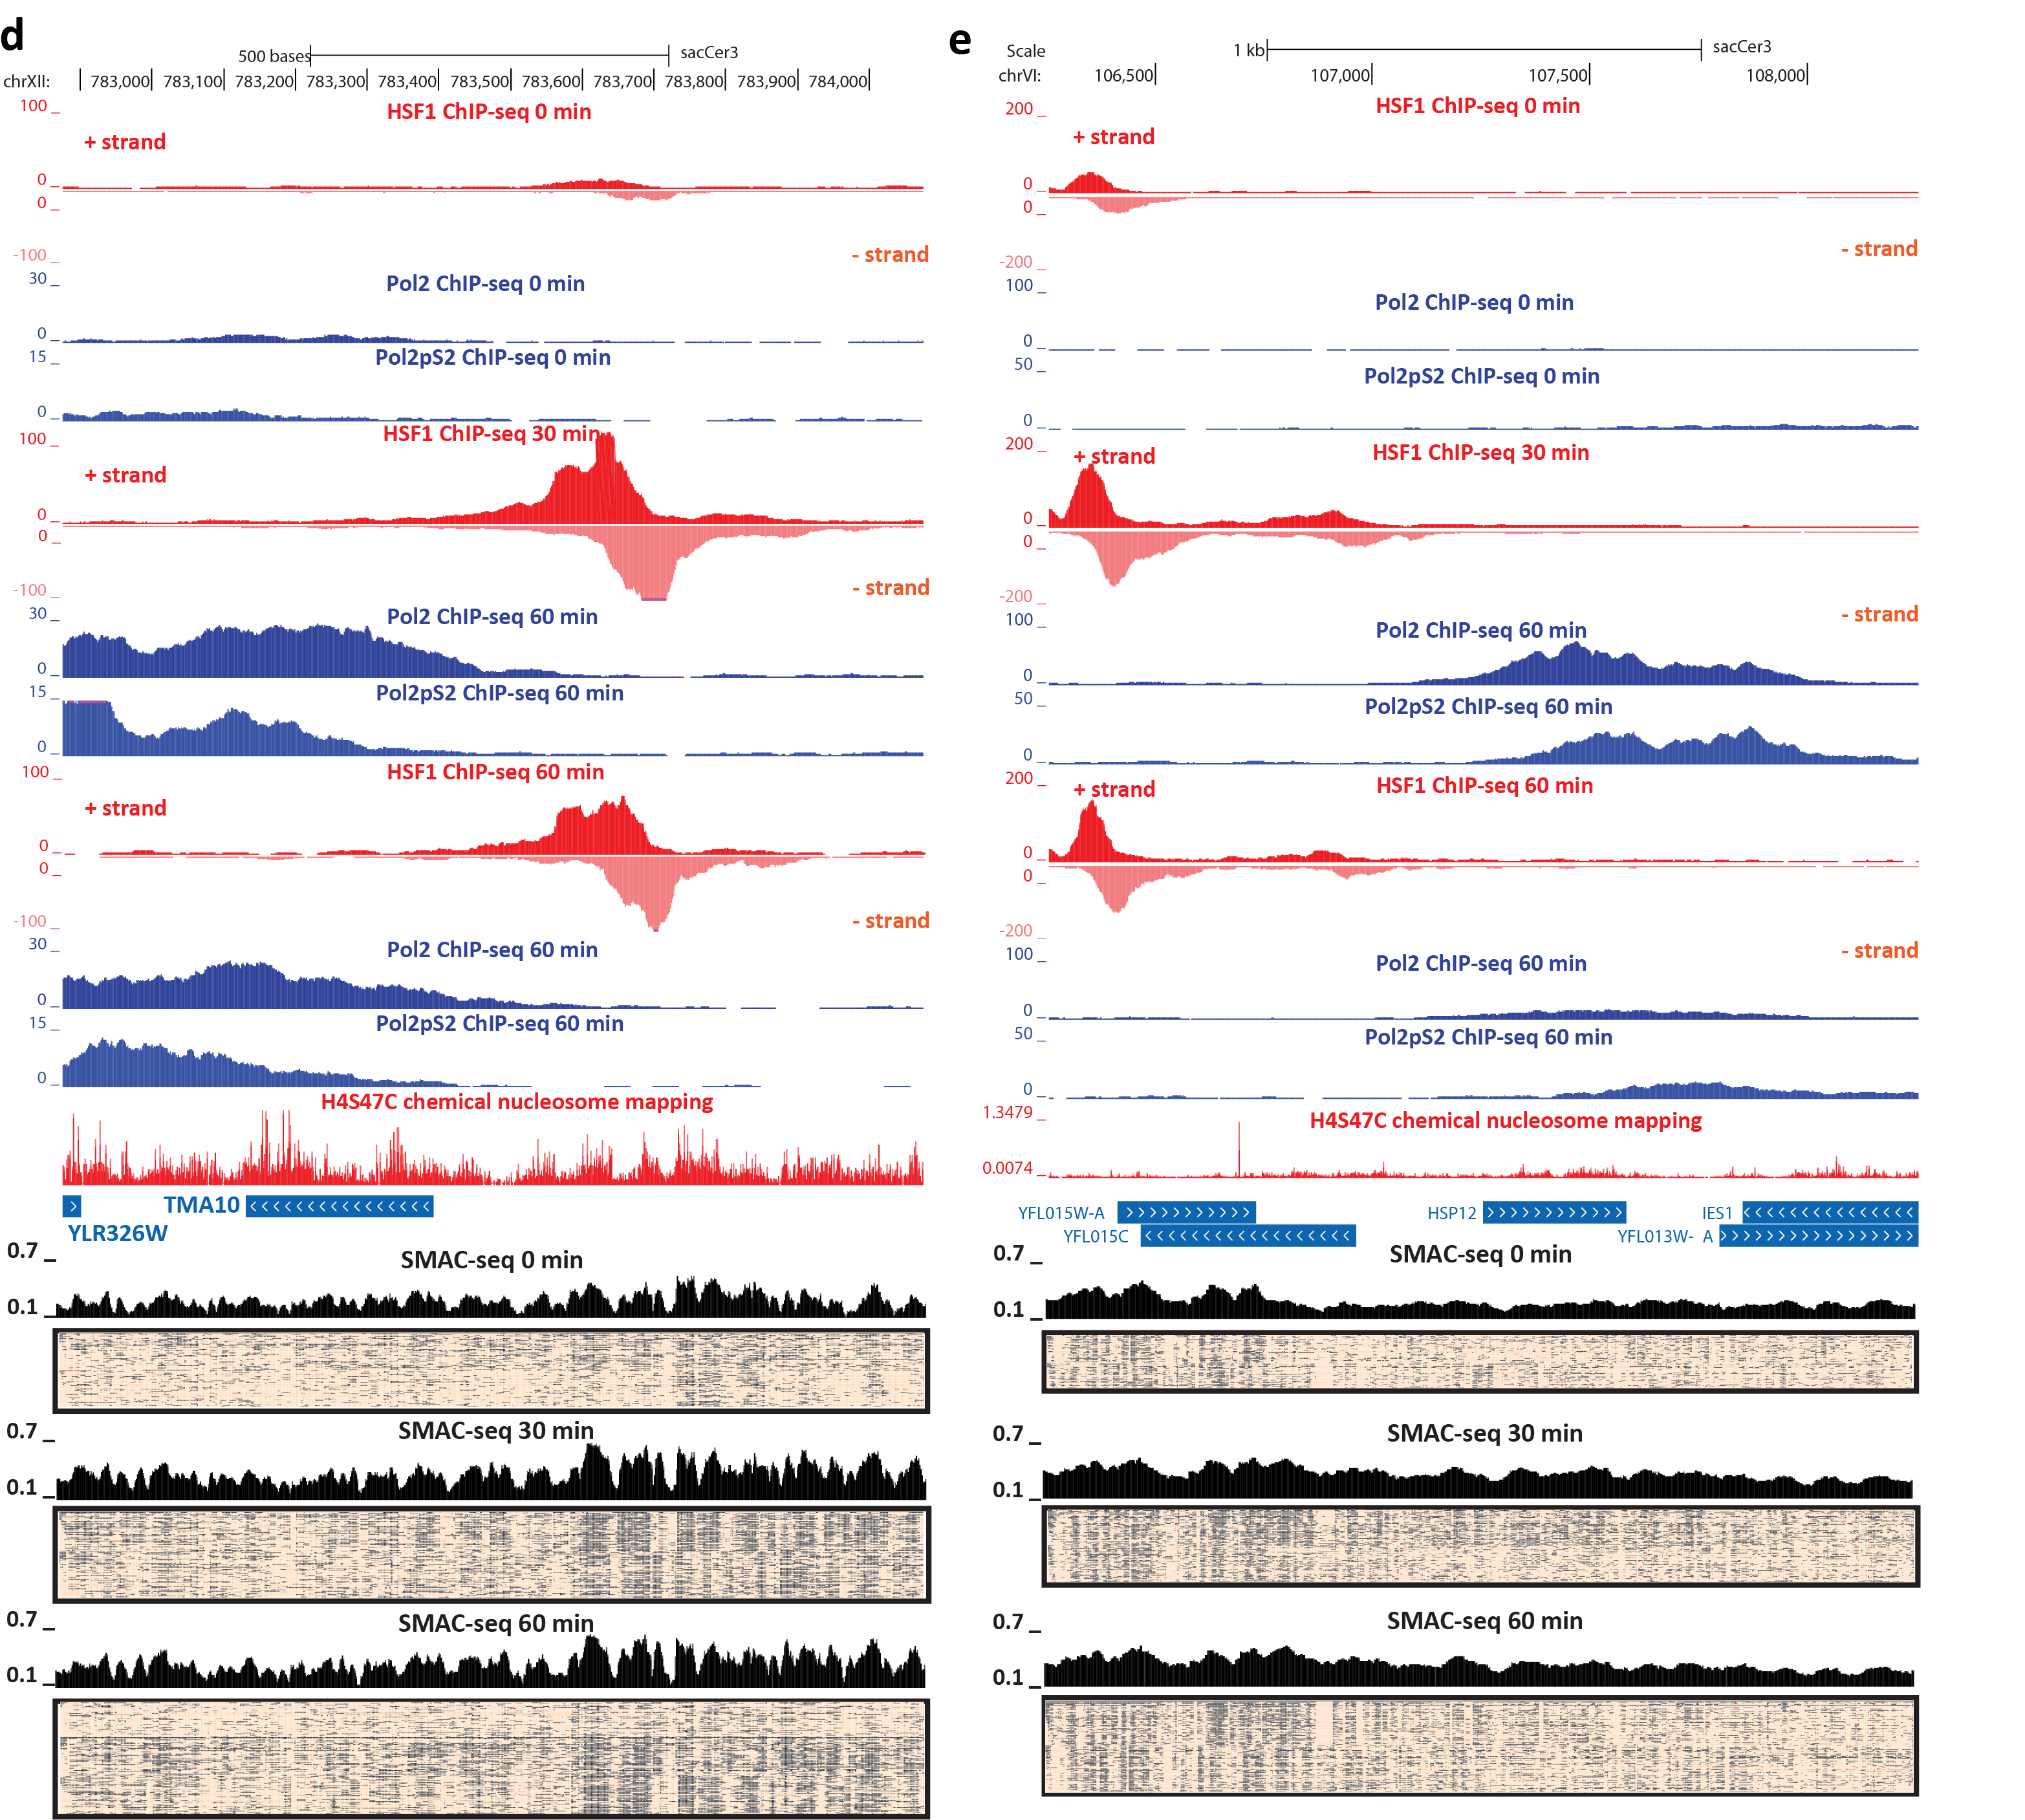 d
500 bases
sacCer3
chrXII:
783,000
783,100
783,200
783,300
783,400
783,500
783,600
783,700
783,800
783,900
784,000
100
HSF1 ChIP-seq 0 min
+ strand
0
0
-100
- strand
30
Pol2 ChIP-seq 0 min
0
15
Pol2pS2 ChIP-seq 0 min
0
100
HSF1 ChIP-seq 30 min
+ strand
0
0
-100
- strand
30
Pol2 ChIP-seq 60 min
0
15
Pol2pS2 ChIP-seq 60 min
0
100
HSF1 ChIP-seq 60 min
+ strand
0
0
-100
- strand
30
Pol2 ChIP-seq 60 min
0
15
Pol2pS2 ChIP-seq 60 min
0
H4S47C chemical nucleosome mapping
TMA10
YLR326W
0.7
SMAC-seq 0 min
0.1
0.7
SMAC-seq 30 min
0.1
0.7
SMAC-seq 60 min
0.1
e
Scale
1 kb
sacCer3
chrVI:
106,500
107,000
107,500
108,000
200
HSF1 ChIP-seq 0 min
+ strand
0
0
-200
- strand
100
Pol2 ChIP-seq 0 min
0
50
Pol2pS2 ChIP-seq 0 min
0
200
HSF1 ChIP-seq 30 min
+ strand
0
0
-200
- strand
100
Pol2 ChIP-seq 60 min
0
50
Pol2pS2 ChIP-seq 60 min
0
200
HSF1 ChIP-seq 60 min
+ strand
0
0
-200
- strand
100
Pol2 ChIP-seq 60 min
0
50
Pol2pS2 ChIP-seq 60 min
0
1.3479
H4S47C chemical nucleosome mapping
0.0074
YFL015W-A
HSP12
IES1
YFL015C
YFL013W- A
0.7
SMAC-seq 0 min
0.1
0.7
SMAC-seq 30 min
0.1
0.7
SMAC-seq 60 min
0.1